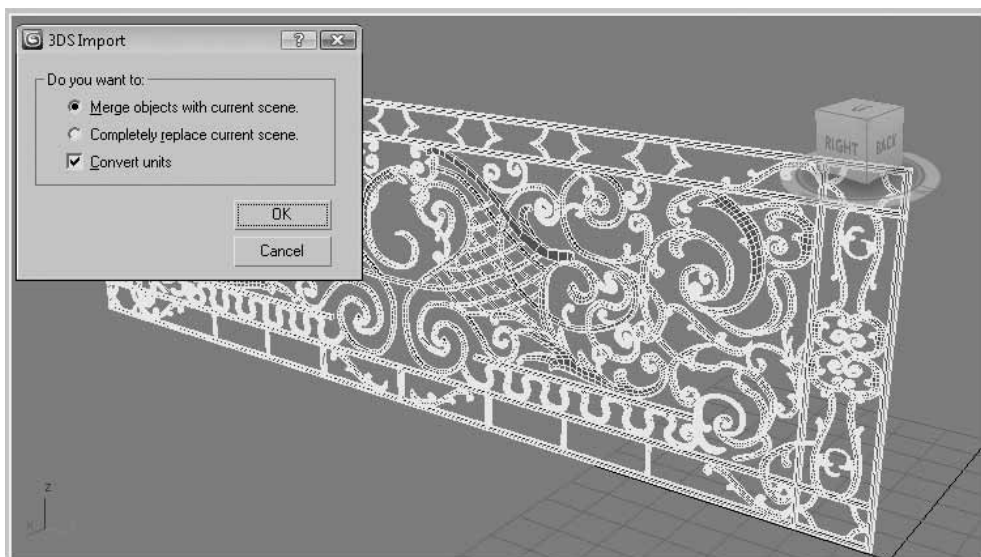 3DS Import
?
Do you want to:
Merge objects with current scene.
Completely replace current scene.
Convert units
OK
Cancel
RIGHT
BACK
z
x